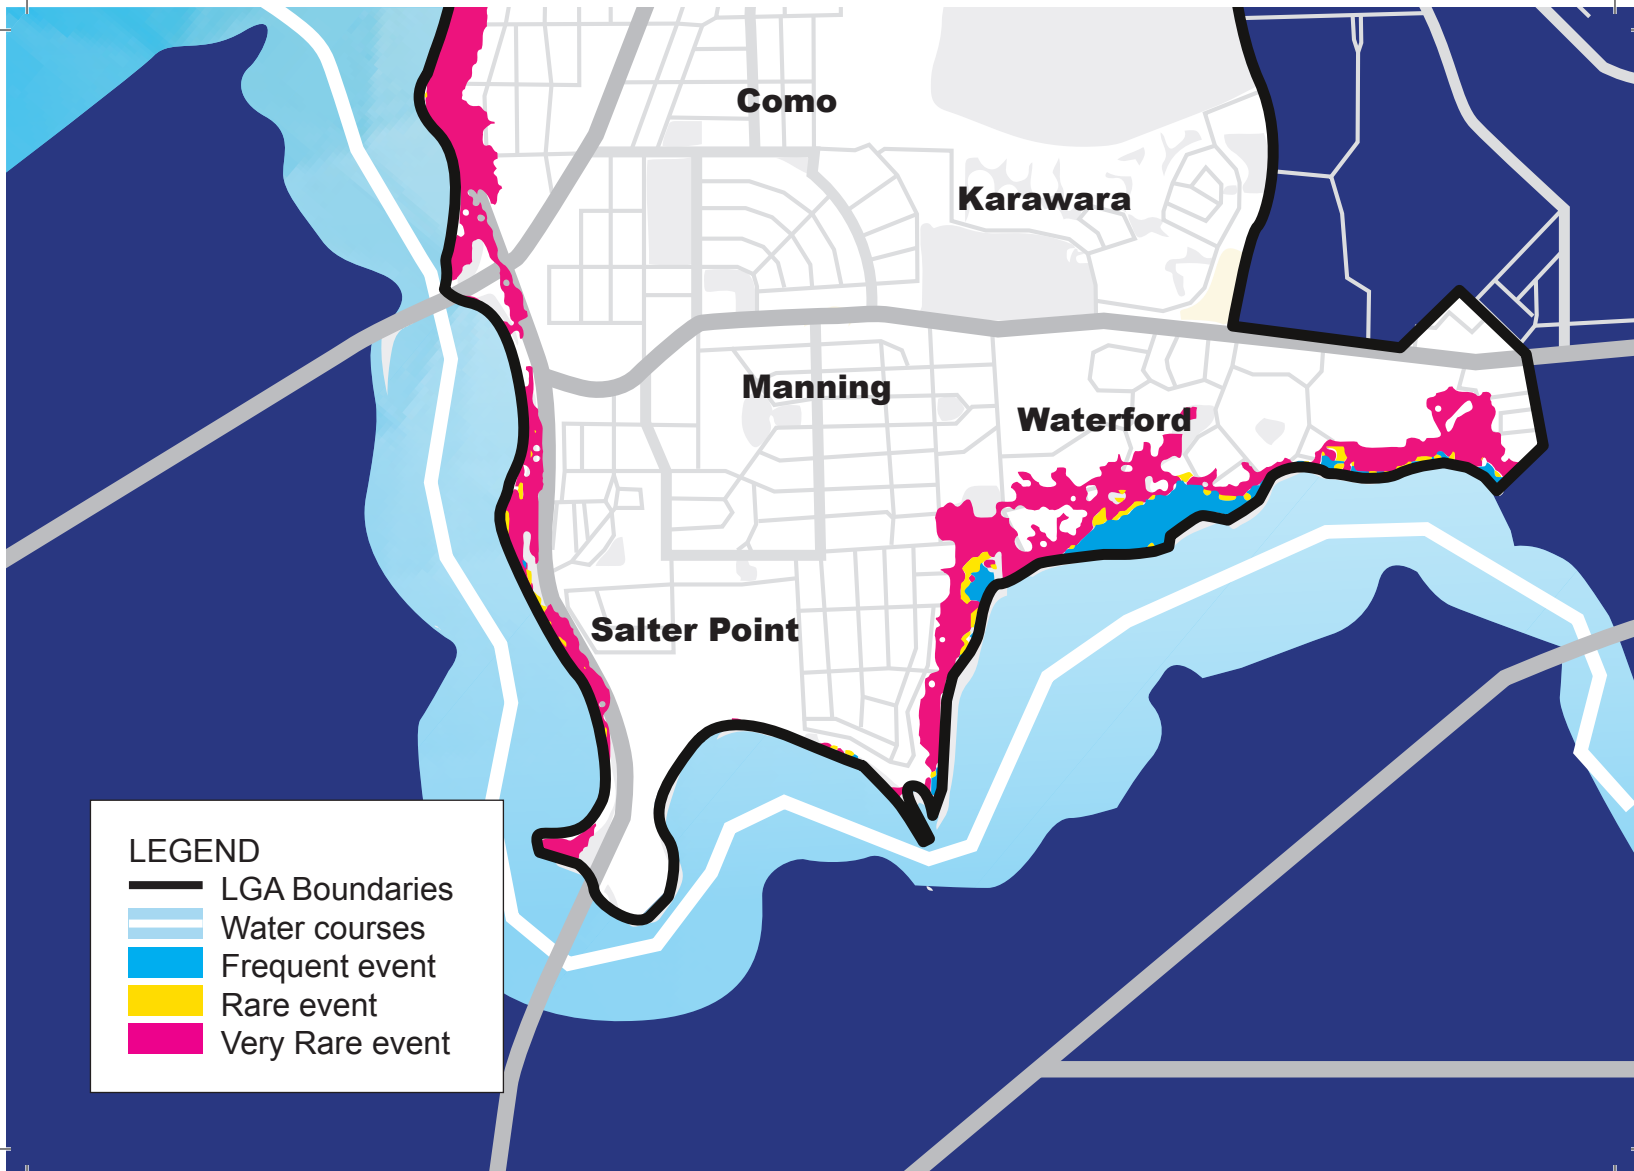 Como
Karawara
Manning
Waterford
Salter Point
LEGEND
LGA Boundaries
Water courses
Frequent event
Rare event
Very Rare event